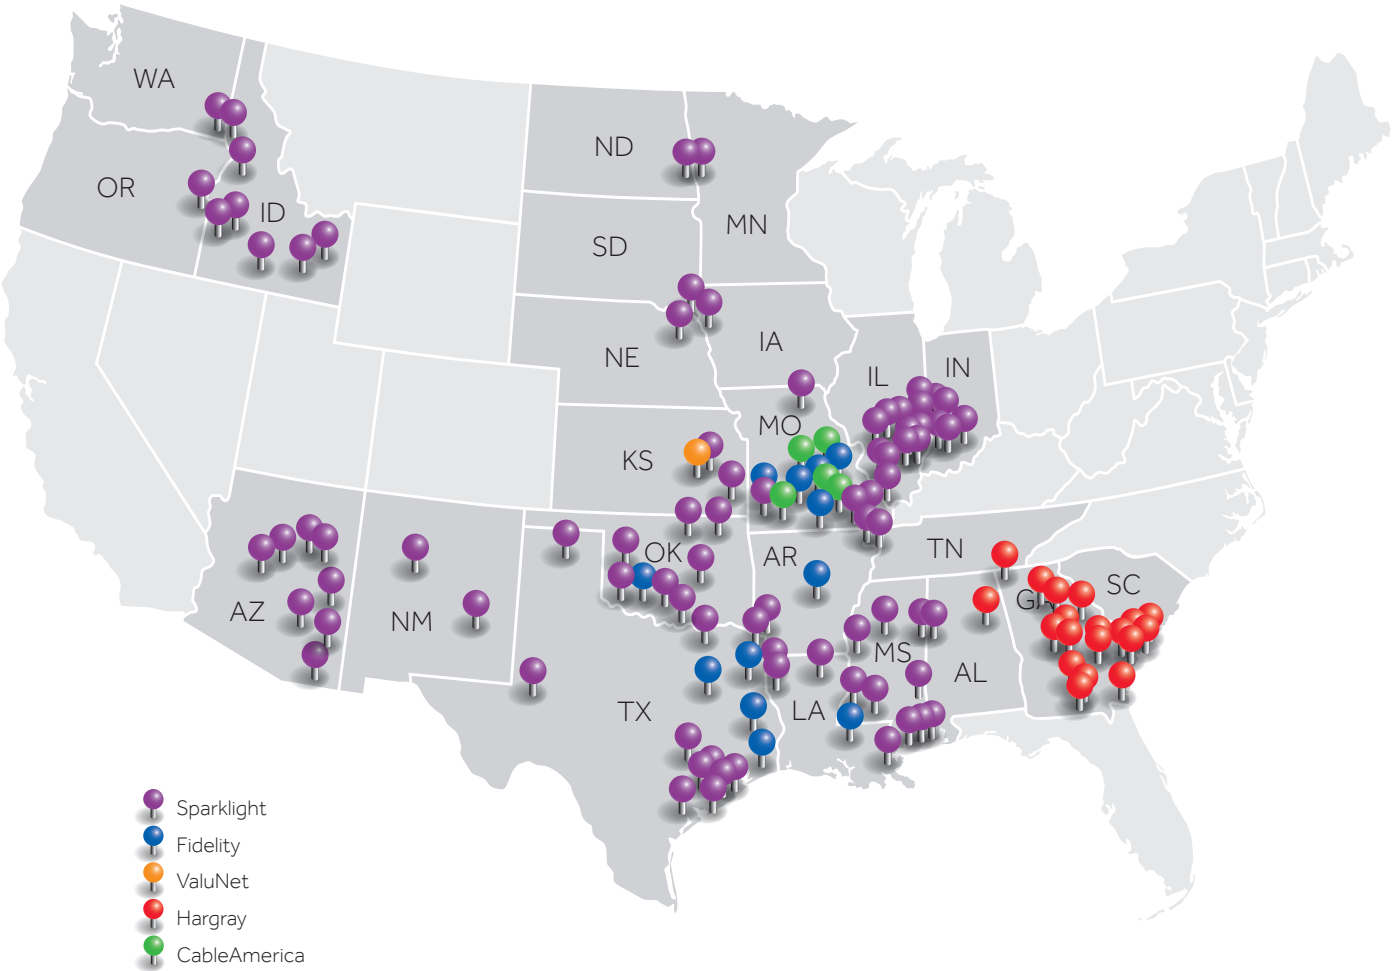 WA
ND
OR
ID
MN
SD
IA
NE
IL
IN
MO
KS
OK
AR
TN
SC
GA
AZ
NM
MS
AL
TX
LA
Sparklight
Fidelity
ValuNet
Hargray
CableAmerica